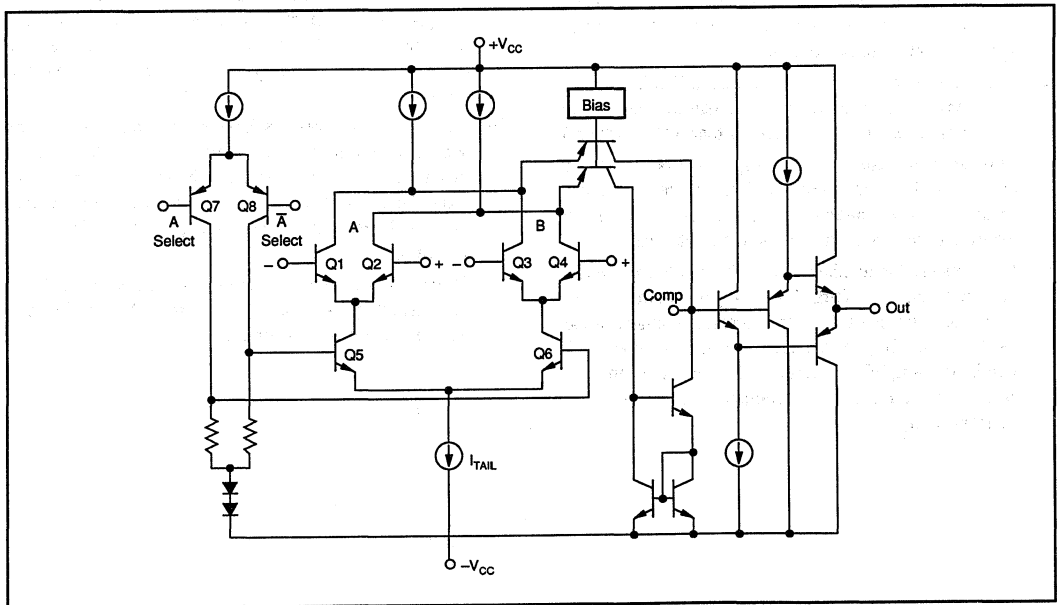 +VCC
Bias
Q7
Q8
A
Select
A̅
Select
A
B
−
Q1
Q2
+
−
Q3
Q4
+
Comp
Out
Q5
Q6
ITAIL
−VCC